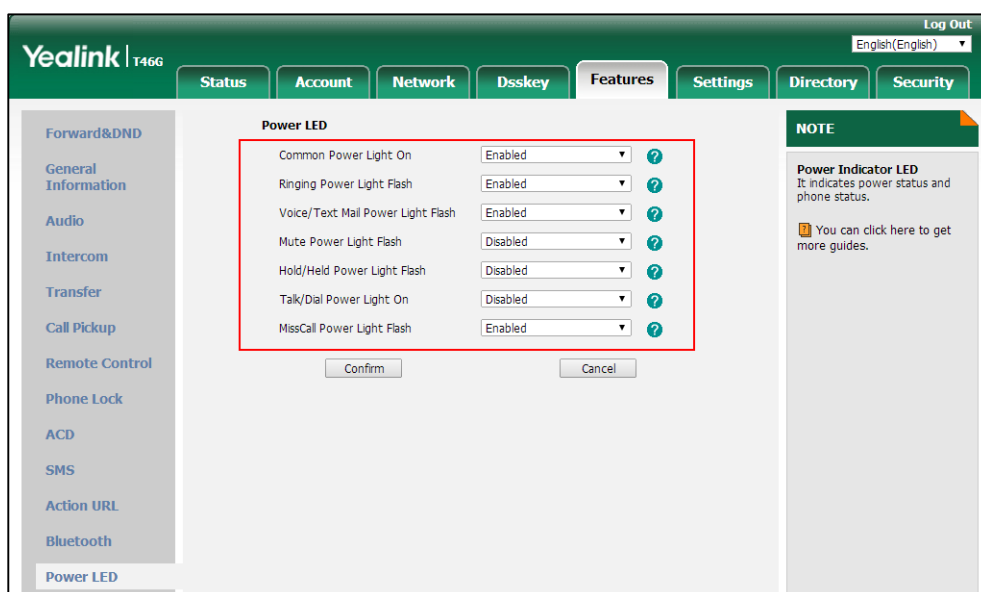 Log Out
Yealink T46G
English(English)
Status Account Network Dsskey Features Settings Directory Security
Forward&DND
General
Information
Audio
Intercom
Transfer
Call Pickup
Remote Control
Phone Lock
ACD
SMS
Action URL
Bluetooth
Power LED
Power LED
Common Power Light On Enabled
Ringing Power Light Flash Enabled
Voice/Text Mail Power Light Flash Enabled
Mute Power Light Flash Disabled
Hold/Held Power Light Flash Disabled
Talk/Dial Power Light On Disabled
MissCall Power Light Flash Enabled
Confirm Cancel
NOTE
Power Indicator LED
It indicates power status and
phone status.
You can click here to get
more guides.